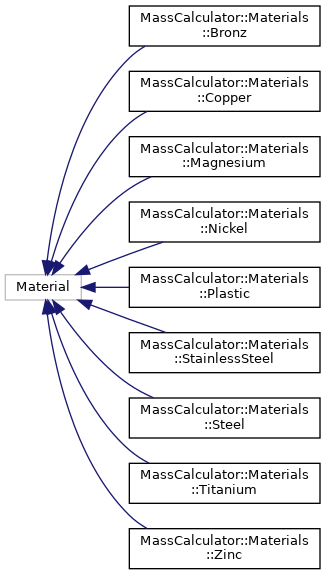 MassCalculator::Materials
::Bronz
MassCalculator::Materials
::Copper
MassCalculator::Materials
::Magnesium
MassCalculator::Materials
::Nickel
Material
MassCalculator::Materials
::Plastic
MassCalculator::Materials
::StainlessSteel
MassCalculator::Materials
::Steel
MassCalculator::Materials
::Titanium
MassCalculator::Materials
::Zinc